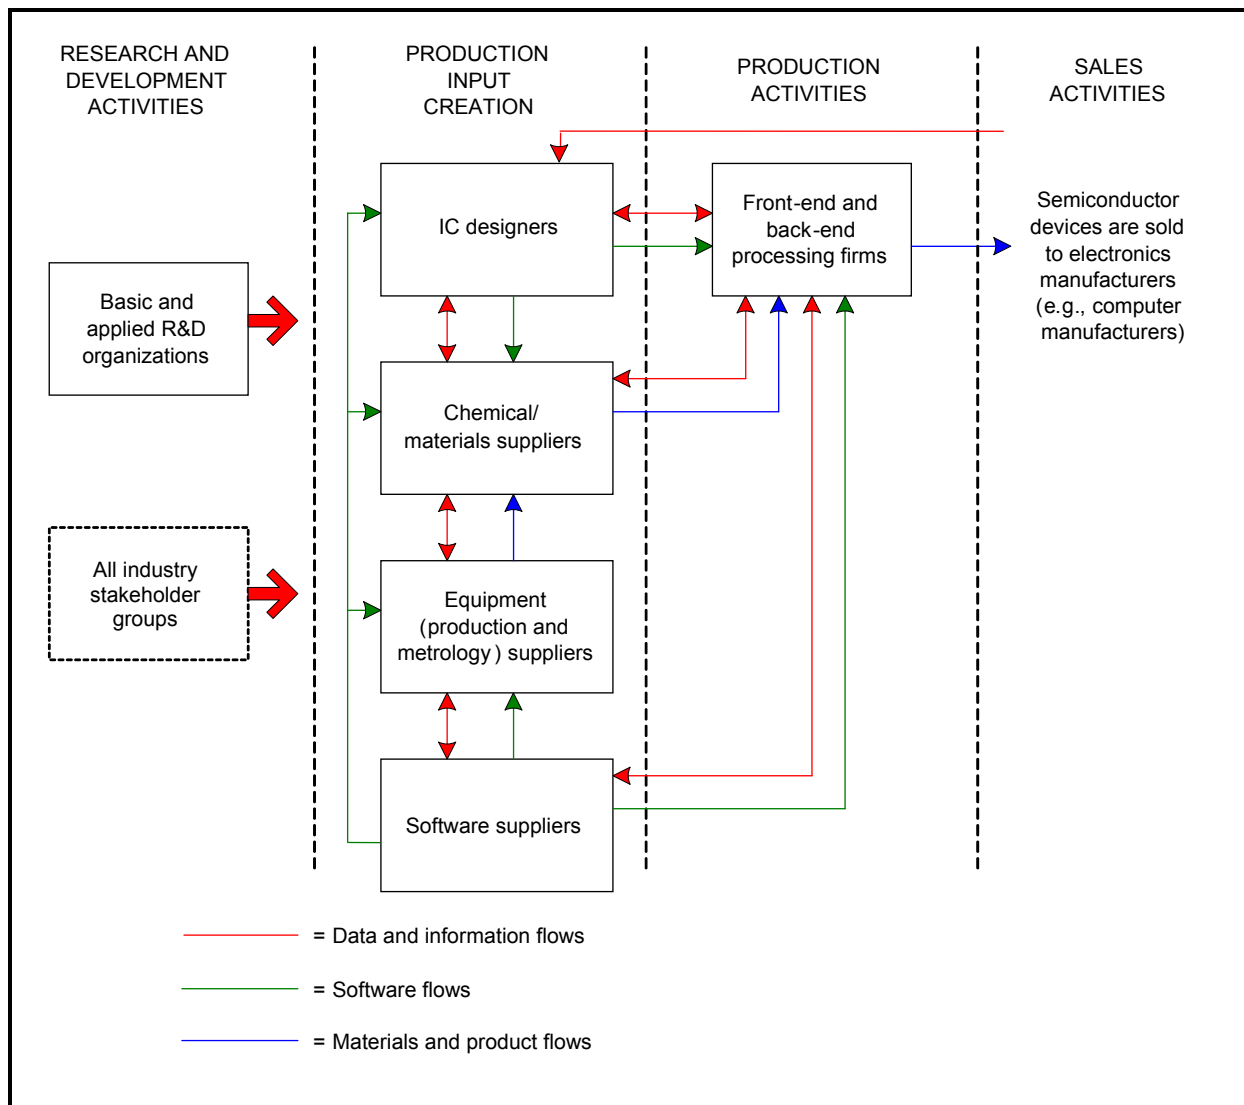 RESEARCH AND
DEVELOPMENT
ACTIVITIES
PRODUCTION
INPUT
CREATION
PRODUCTION
ACTIVITIES
SALES
ACTIVITIES
IC designers
Front-end and
back-end
processing firms
Semiconductor
devices are sold
to electronics
manufacturers
(e.g., computer
manufacturers)
Basic and
applied R&D
organizations
Chemical/
materials suppliers
All industry
stakeholder
groups
Equipment
(production and
metrology) suppliers
Software suppliers
= Data and information flows
= Software flows
= Materials and product flows